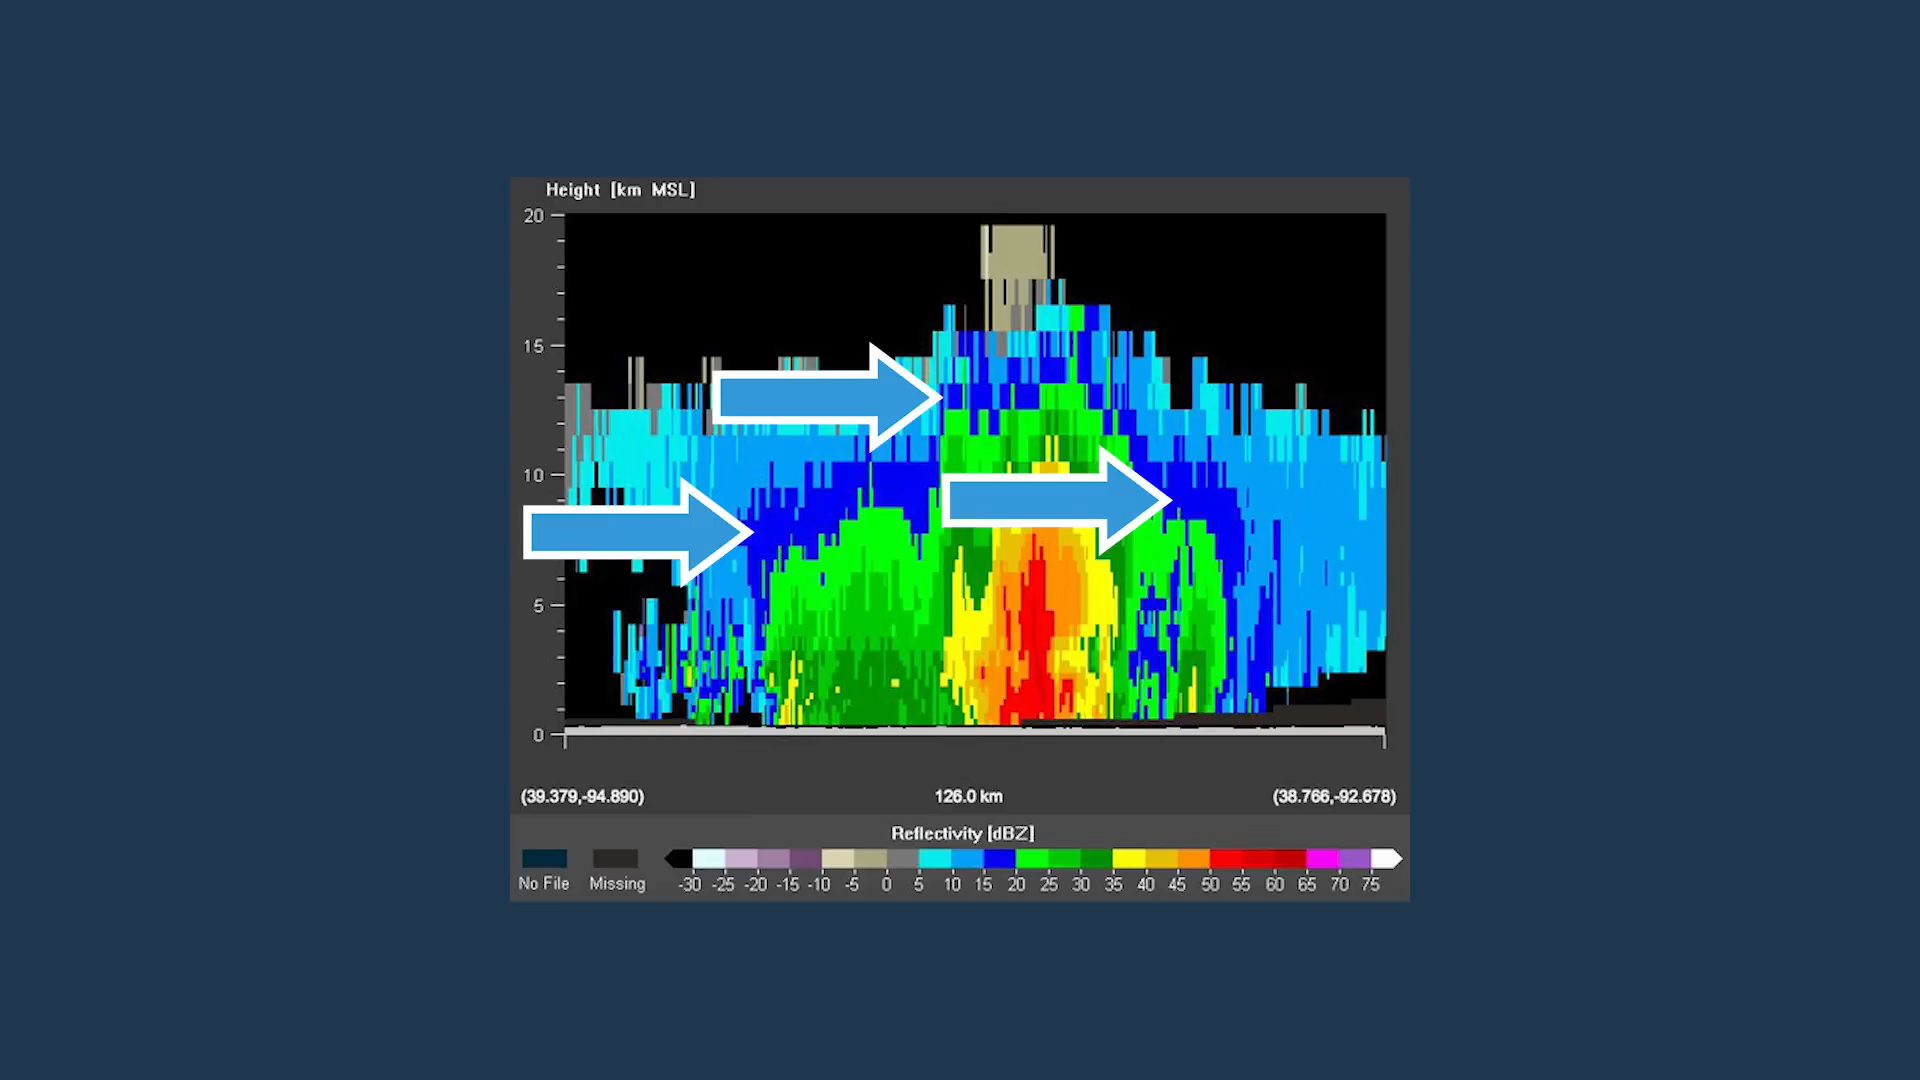 Height [km MSL]
20
15
10
5
0
(39.379,-94.890) 126.0 km (38.766,-92.678)
Reflectivity [dBZ]
No File Missing -30 -25 -20 -15 -10 -5 0 5 10 15 20 25 30 35 40 45 50 55 60 65 70 75